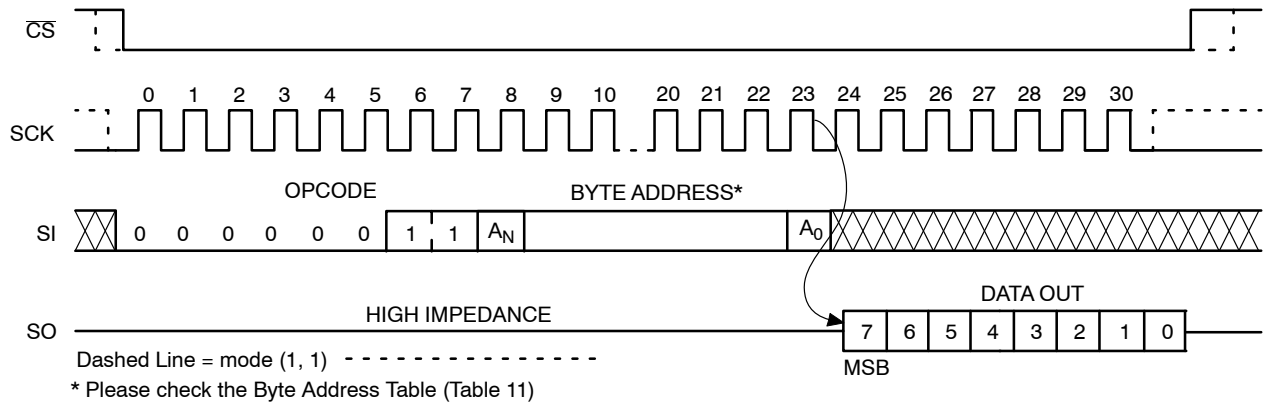 CS
0 1 2 3 4 5 6 7 8 9 10 20 21 22 23 24 25 26 27 28 29 30
SCK
OPCODE BYTE ADDRESS*
SI 0 0 0 0 0 0 1 1 AN A0
DATA OUT
HIGH IMPEDANCE
SO 7 6 5 4 3 2 1 0
Dashed Line = mode (1, 1)
MSB
* Please check the Byte Address Table (Table 11)